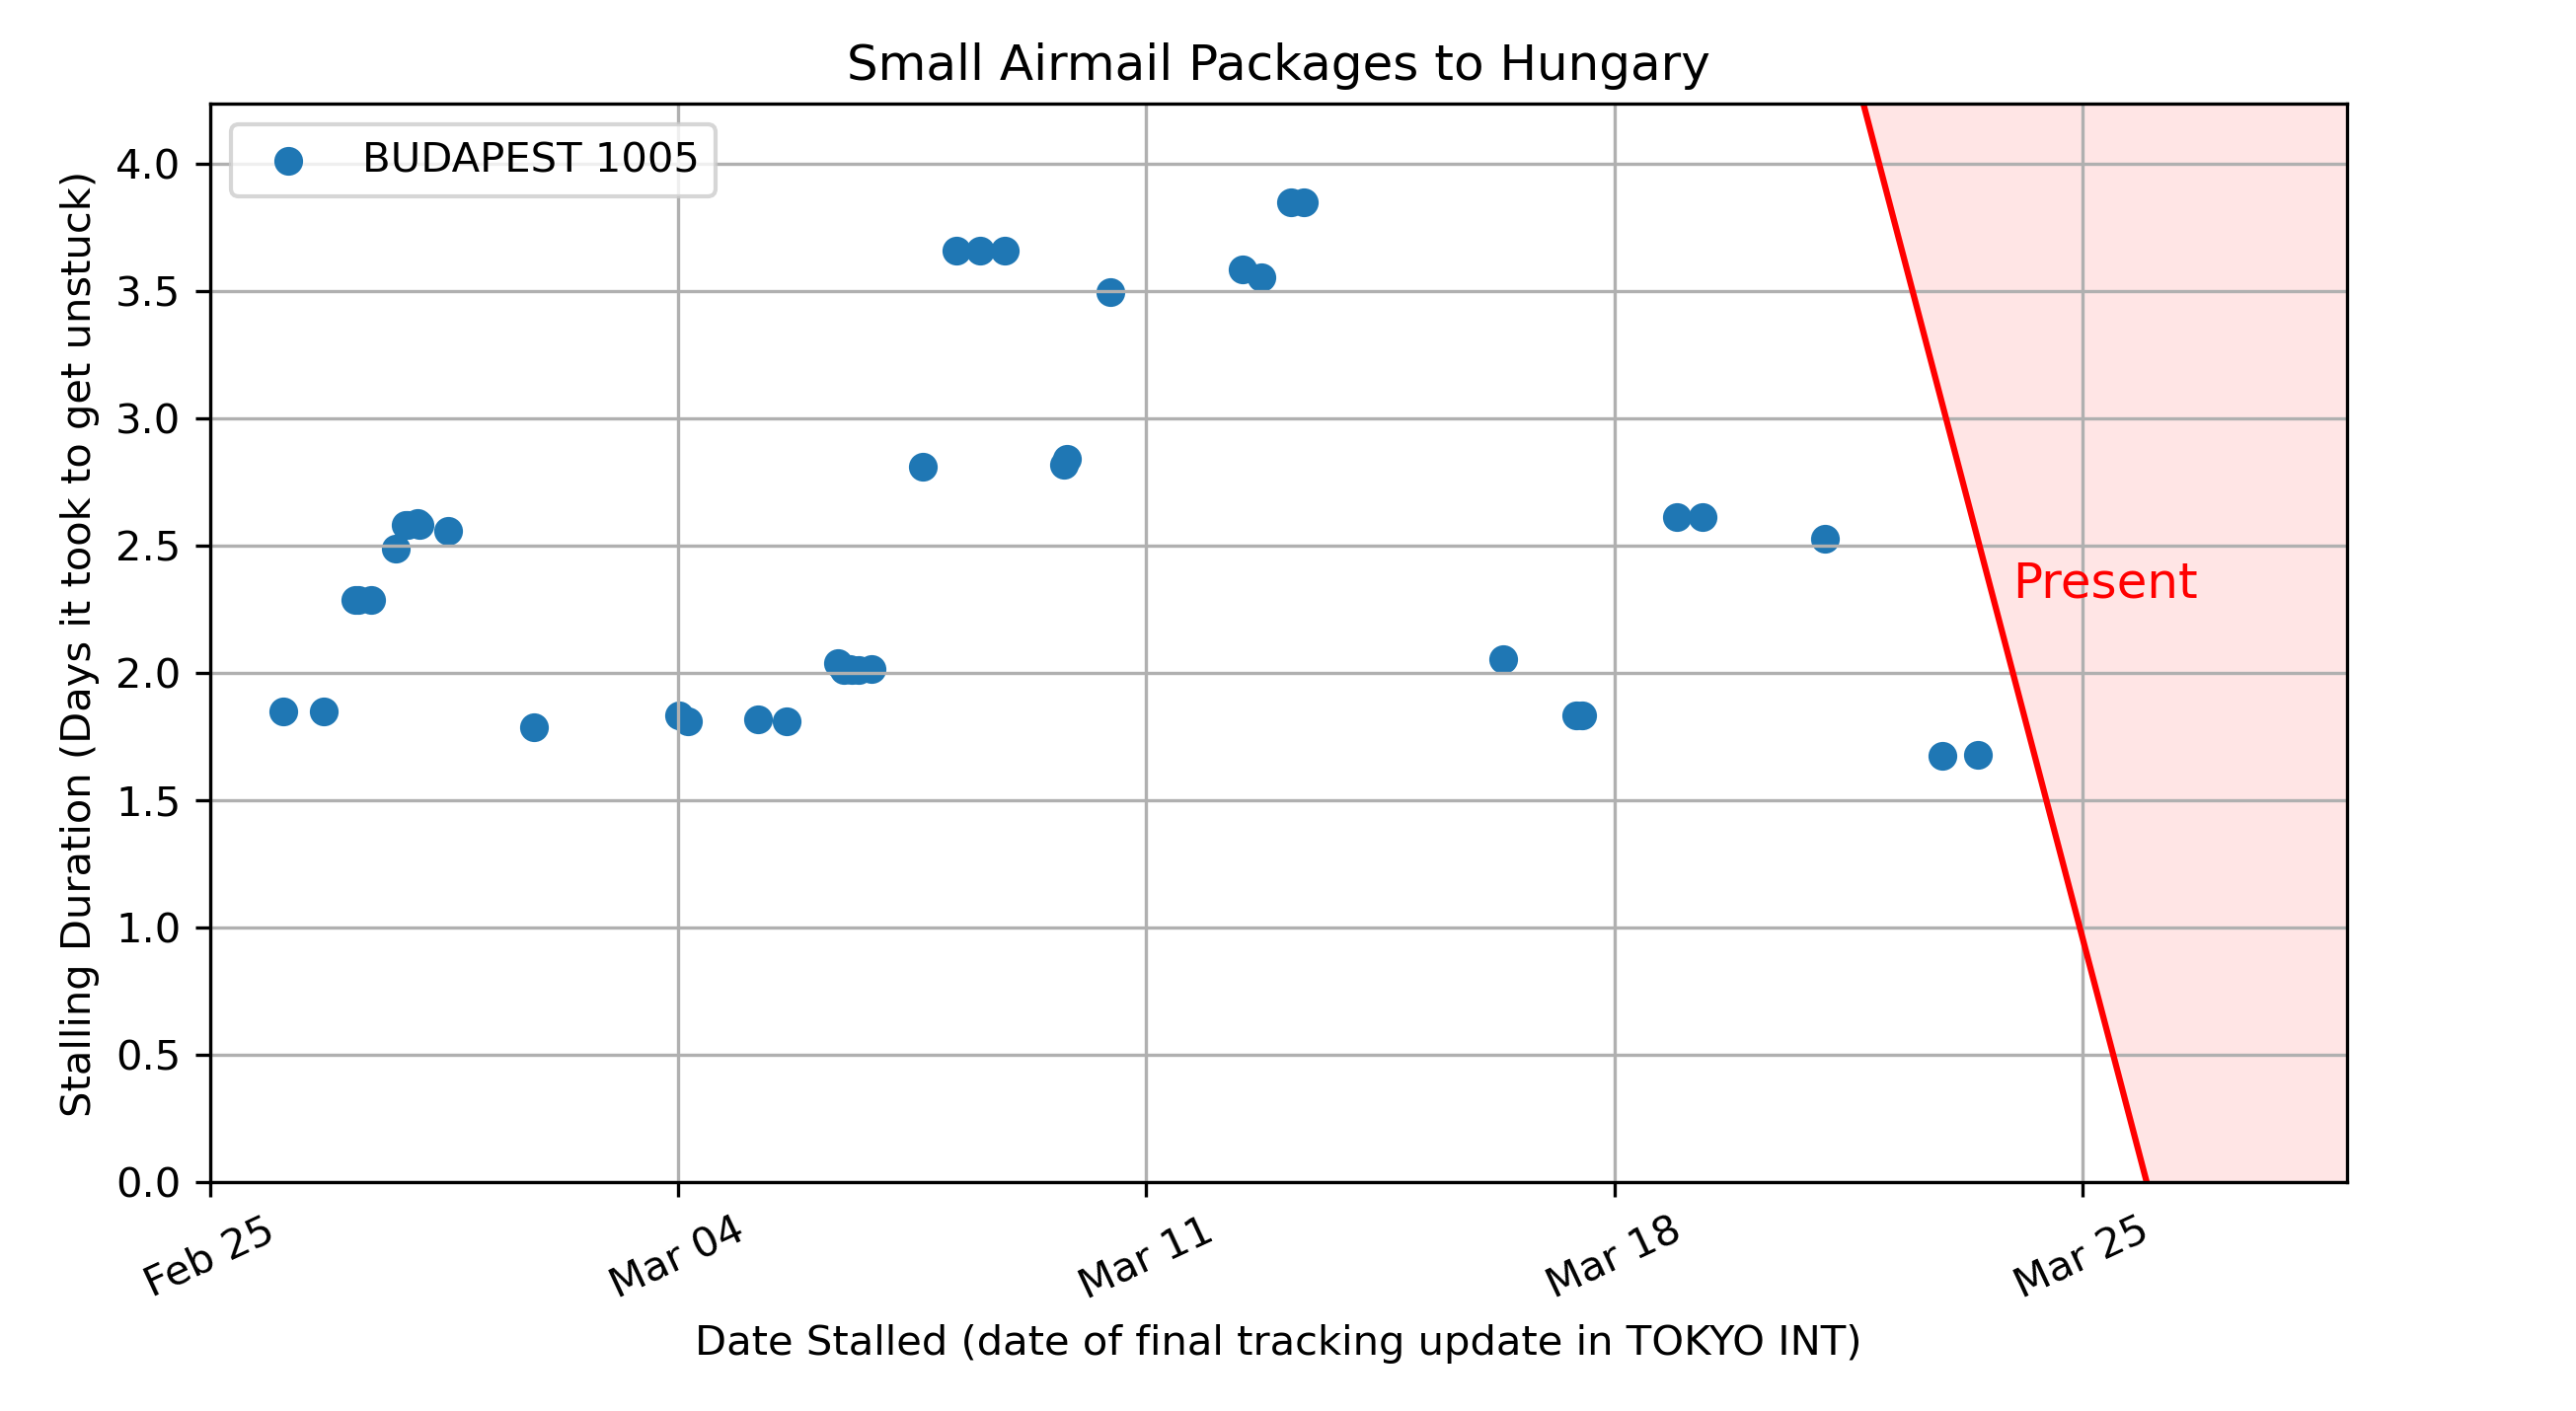 Small Airmail Packages to Hungary
BUDAPEST 1005
Stalling Duration (Days it took to get unstuck)
4.0
3.5
3.0
2.5
2.0
1.5
1.0
0.5
0.0
Present
Feb 25
Mar 04
Mar 11
Mar 18
Mar 25
Date Stalled (date of final tracking update in TOKYO INT)